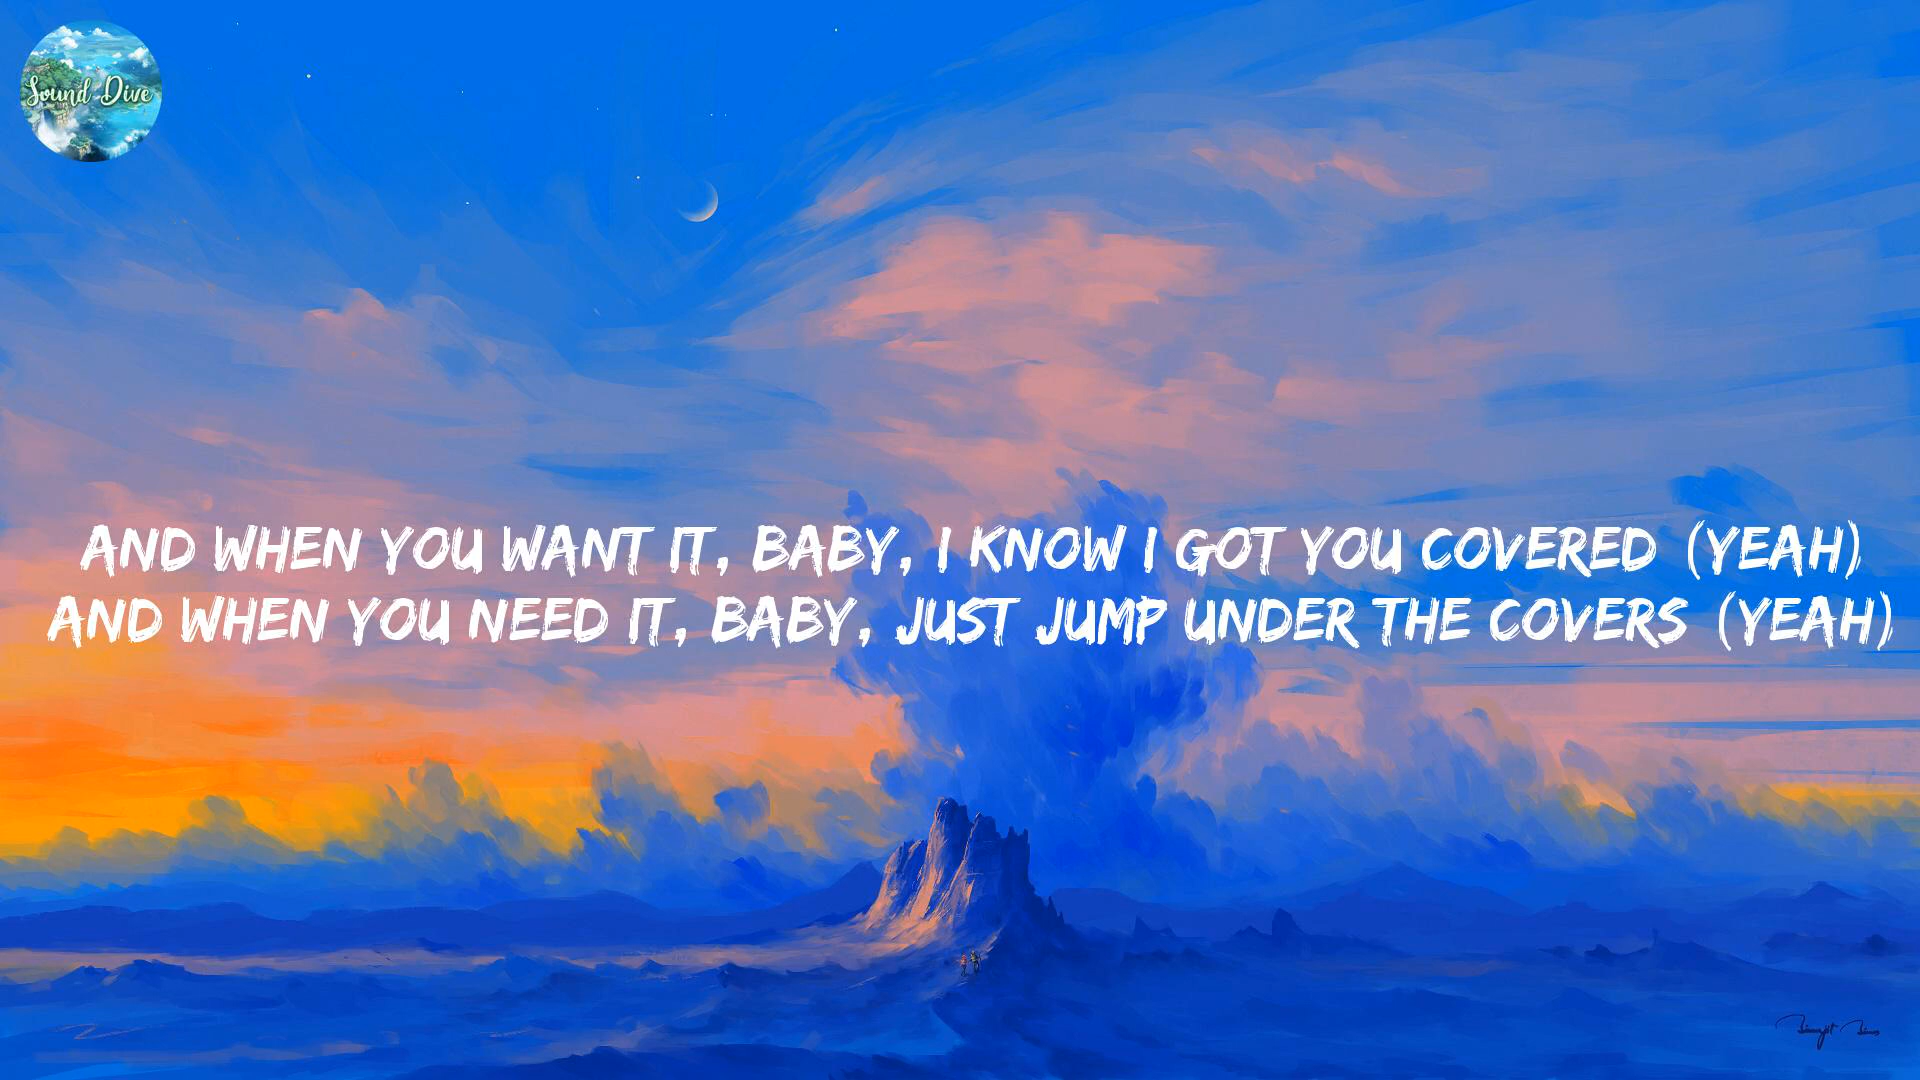 Sound Dive
AND WHEN YOU WANT IT, BABY, I KNOW I GOT YOU COVERED (YEAH)
AND WHEN YOU NEED IT, BABY, JUST JUMP UNDER THE COVERS (YEAH)